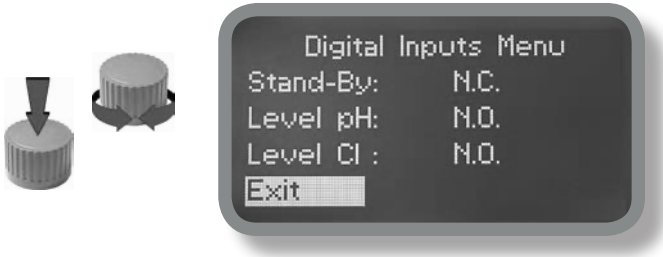 Digital Inputs Menu
Stand-By: N.C.
Level pH: N.O.
Level Cl : N.O.
Exit